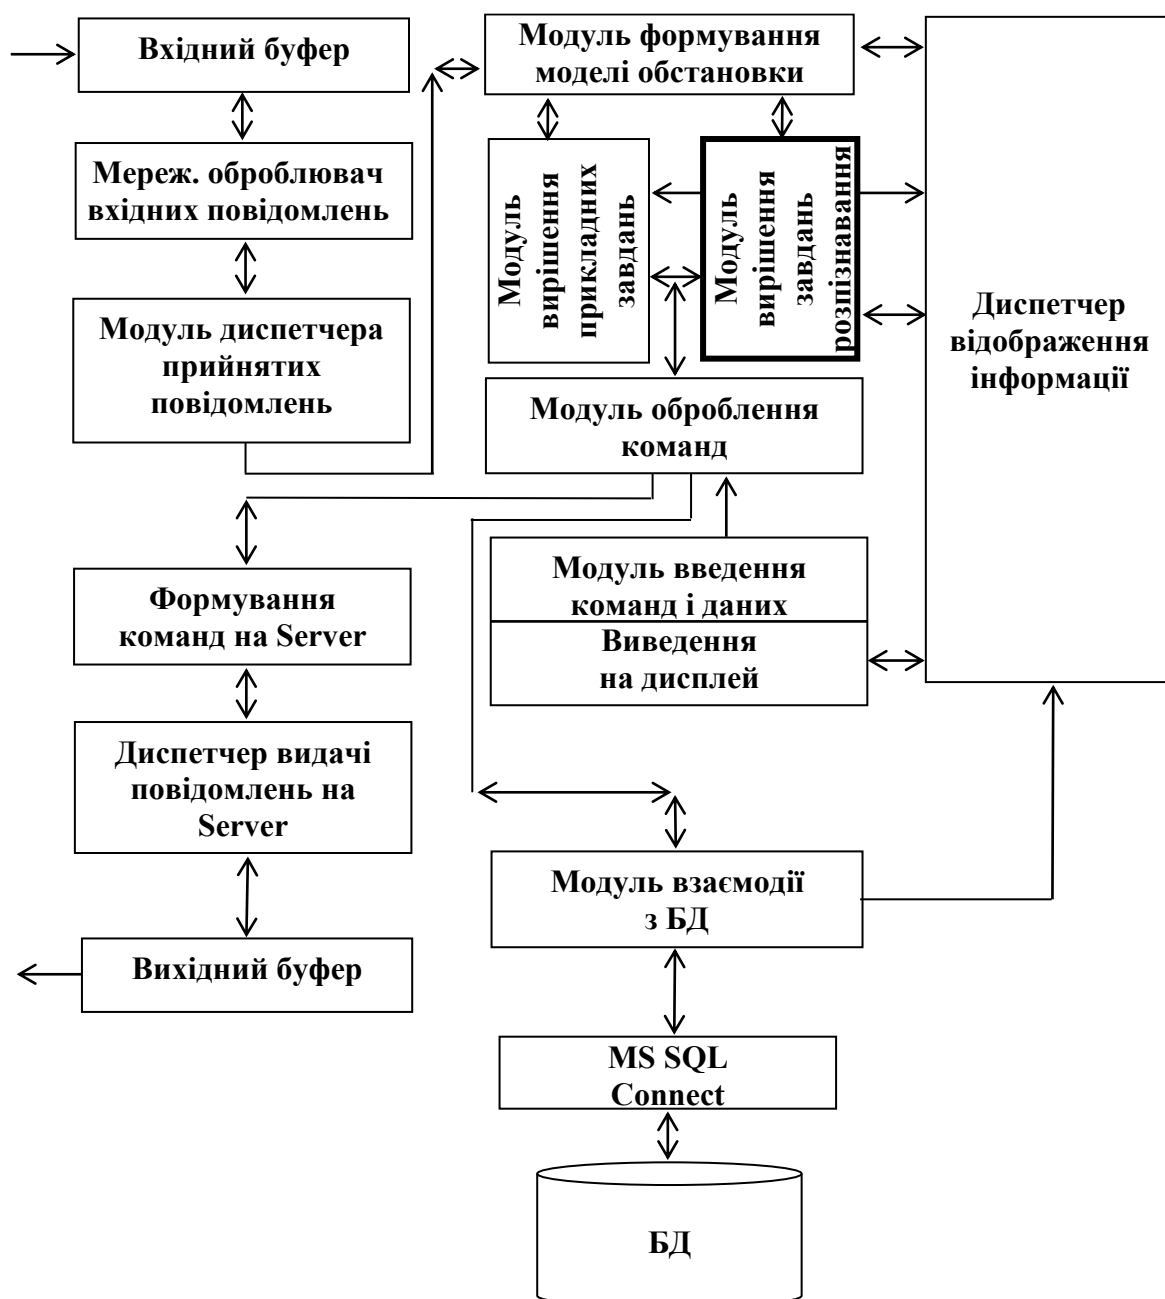 Вхідний буфер
Мереж. оброблювач
вхідних повідомлень
Модуль диспетчера
прийнятих
повідомлень
Формування
команд на Server
Диспетчер видачі
повідомлень на
Server
Вихідний буфер
Модуль формування
моделі обстановки
Модуль
вирішення
прикладних
завдань
Модуль
вирішення
завдань
розпізнавання
Модуль оброблення
команд
Модуль введення
команд і даних
Виведення
на дисплей
Модуль взаємодії
з БД
MS SQL
Connect
БД
Диспетчер
відображення
інформації